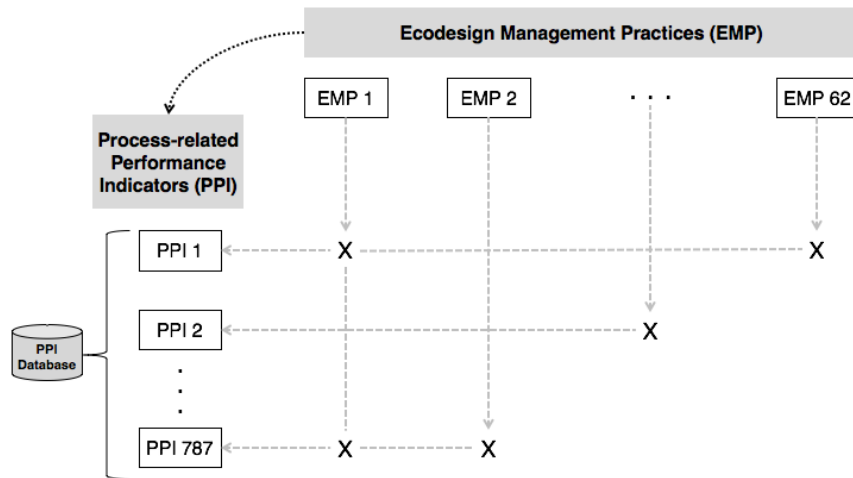 Ecodesign Management Practices (EMP)
EMP 1
EMP 2
. . .
EMP 62
Process-related
Performance
Indicators (PPI)
PPI 1
X
X
PPI 2
X
PPI
Database
.
.
.
PPI 787
X
X